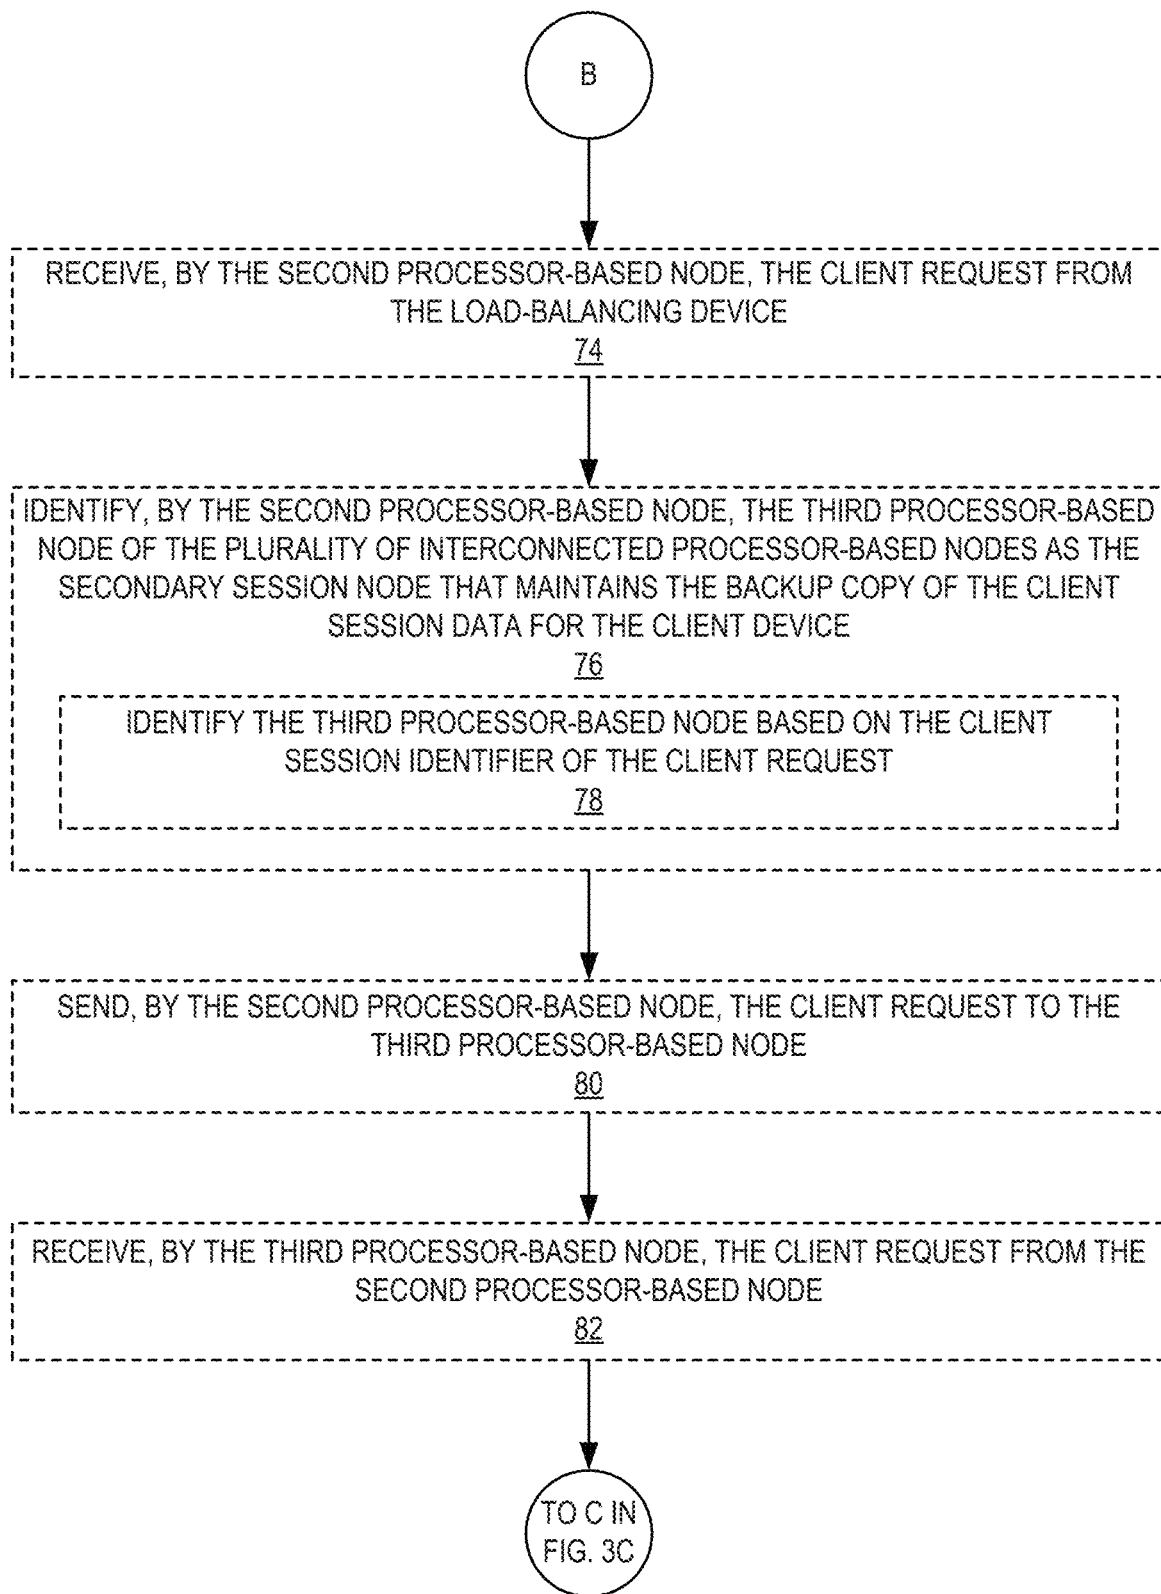 B
RECEIVE, BY THE SECOND PROCESSOR-BASED NODE, THE CLIENT REQUEST FROM
THE LOAD-BALANCING DEVICE
74
IDENTIFY, BY THE SECOND PROCESSOR-BASED NODE, THE THIRD PROCESSOR-BASED
NODE OF THE PLURALITY OF INTERCONNECTED PROCESSOR-BASED NODES AS THE
SECONDARY SESSION NODE THAT MAINTAINS THE BACKUP COPY OF THE CLIENT
SESSION DATA FOR THE CLIENT DEVICE
76
IDENTIFY THE THIRD PROCESSOR-BASED NODE BASED ON THE CLIENT
SESSION IDENTIFIER OF THE CLIENT REQUEST
78
SEND, BY THE SECOND PROCESSOR-BASED NODE, THE CLIENT REQUEST TO THE
THIRD PROCESSOR-BASED NODE
80
RECEIVE, BY THE THIRD PROCESSOR-BASED NODE, THE CLIENT REQUEST FROM THE
SECOND PROCESSOR-BASED NODE
82
TO C IN
FIG. 3C